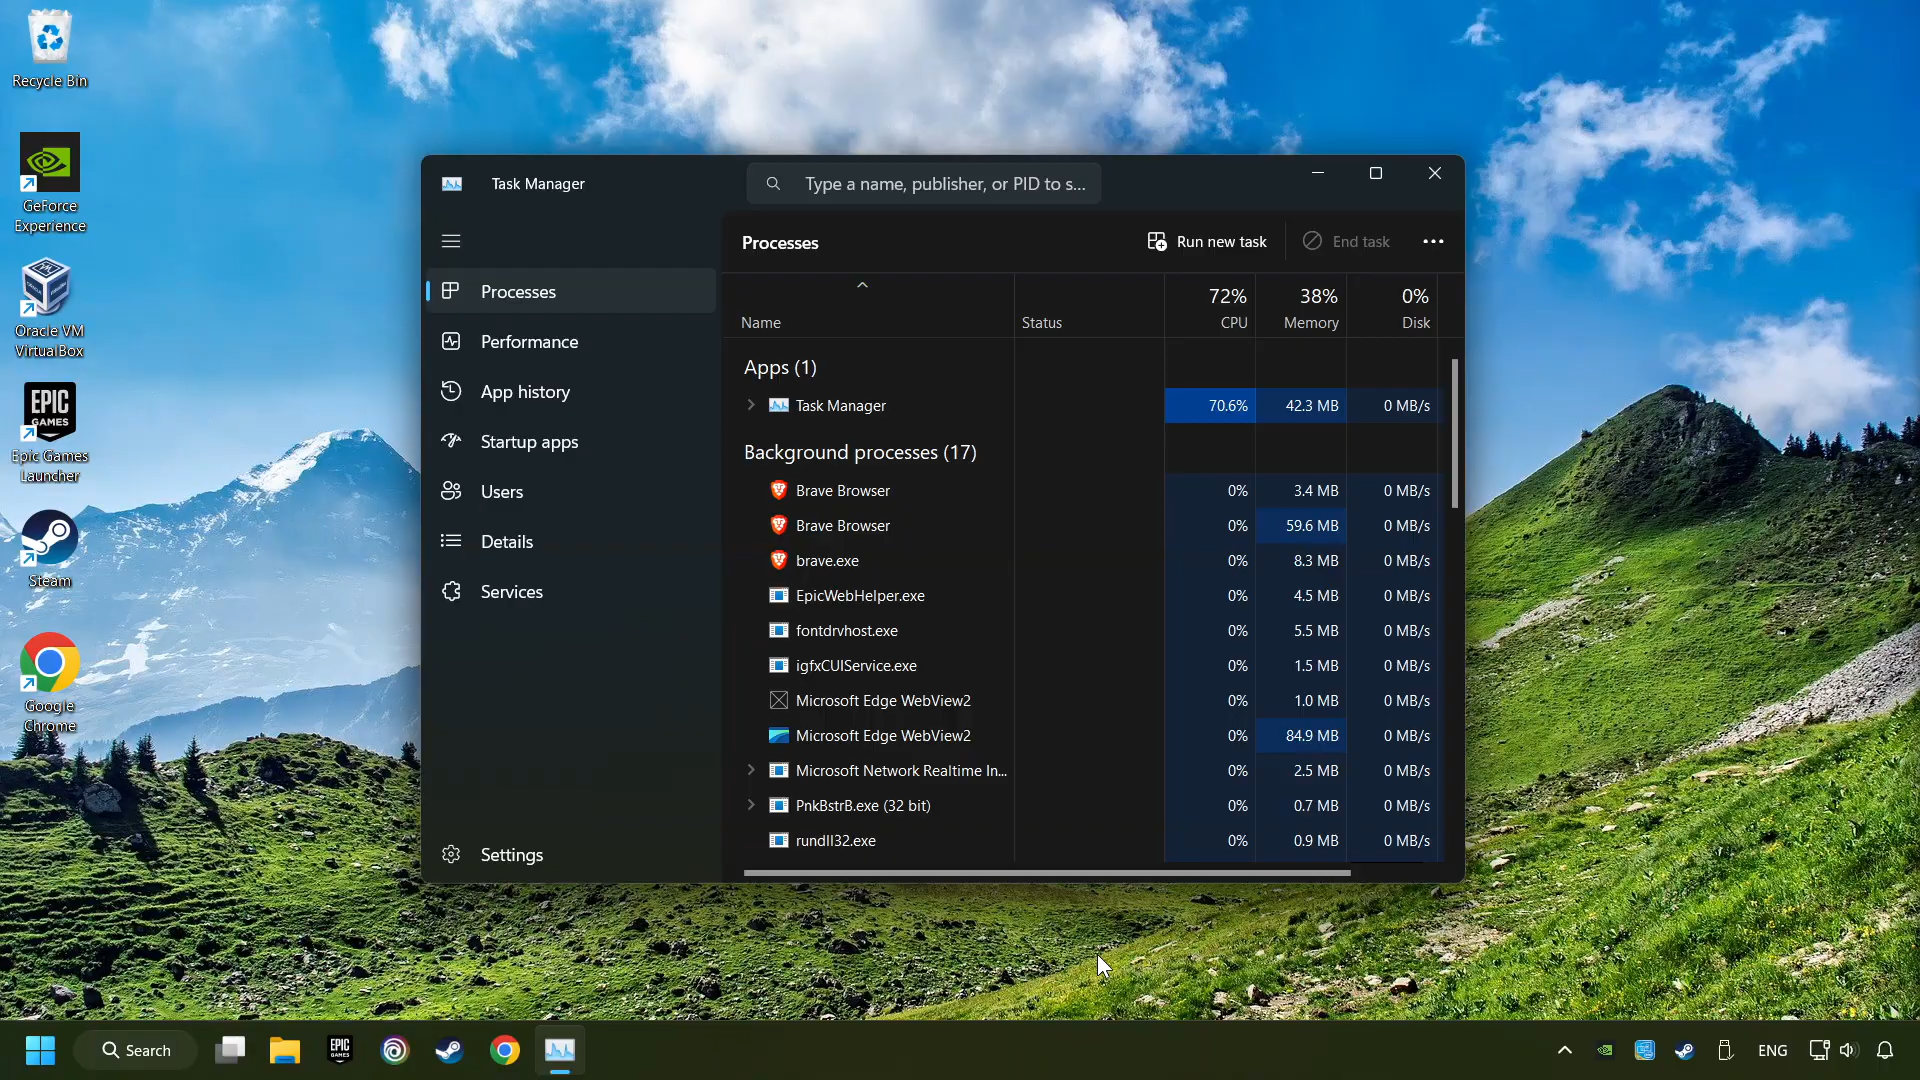 Recycle Bin
GeForce
Experience
Oracle VM
VirtualBox
EPIC
GAMES
Epic Games
Launcher
Steam
Google
Chrome
Task Manager
Type a name, publisher, or PID to s...
Processes
Run new task
End task
Processes
Performance
App history
Startup apps
Users
Details
Services
Settings
72% 38% 0%
Name Status CPU Memory Disk
Apps (1)
Task Manager 70.6% 42.3 MB 0 MB/s
Background processes (17)
Brave Browser 0% 3.4 MB 0 MB/s
Brave Browser 0% 59.6 MB 0 MB/s
brave.exe 0% 8.3 MB 0 MB/s
EpicWebHelper.exe 0% 4.5 MB 0 MB/s
fontdrvhost.exe 0% 5.5 MB 0 MB/s
igfxCUIService.exe 0% 1.5 MB 0 MB/s
Microsoft Edge WebView2 0% 1.0 MB 0 MB/s
Microsoft Edge WebView2 0% 84.9 MB 0 MB/s
Microsoft Network Realtime In... 0% 2.5 MB 0 MB/s
PnkBstrB.exe (32 bit) 0% 0.7 MB 0 MB/s
rundll32.exe 0% 0.9 MB 0 MB/s
Search
EPIC
GAMES
ENG